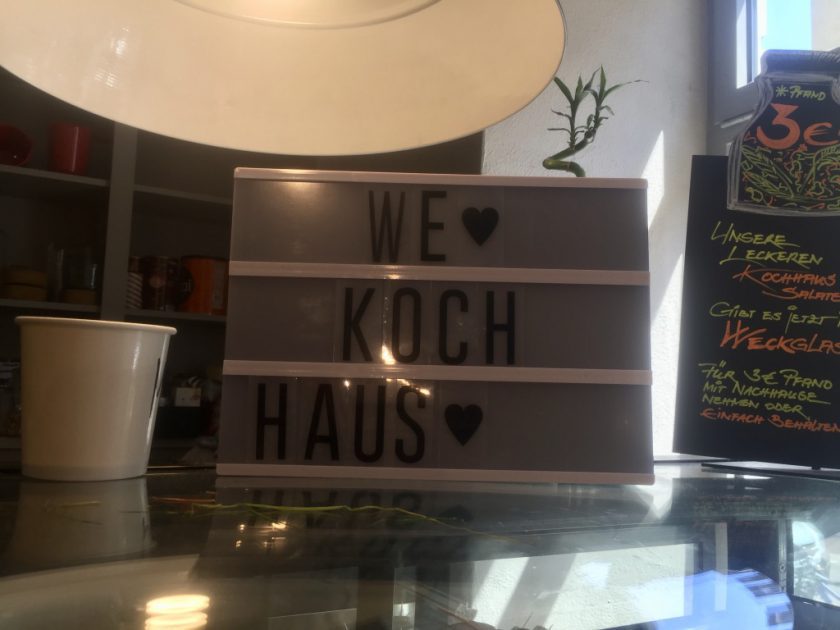 WE ♥
KOCH
HAUS ♥
* PFAND
3€
UNSERE
LECKEREN
KOCHHAUS
SALATE
GIBT ES JETZT
WECKGLAS
FÜR 3€ PFAND
MIT NACHHAUSE
NEHMEN ODER
EINFACH BEHALTEN